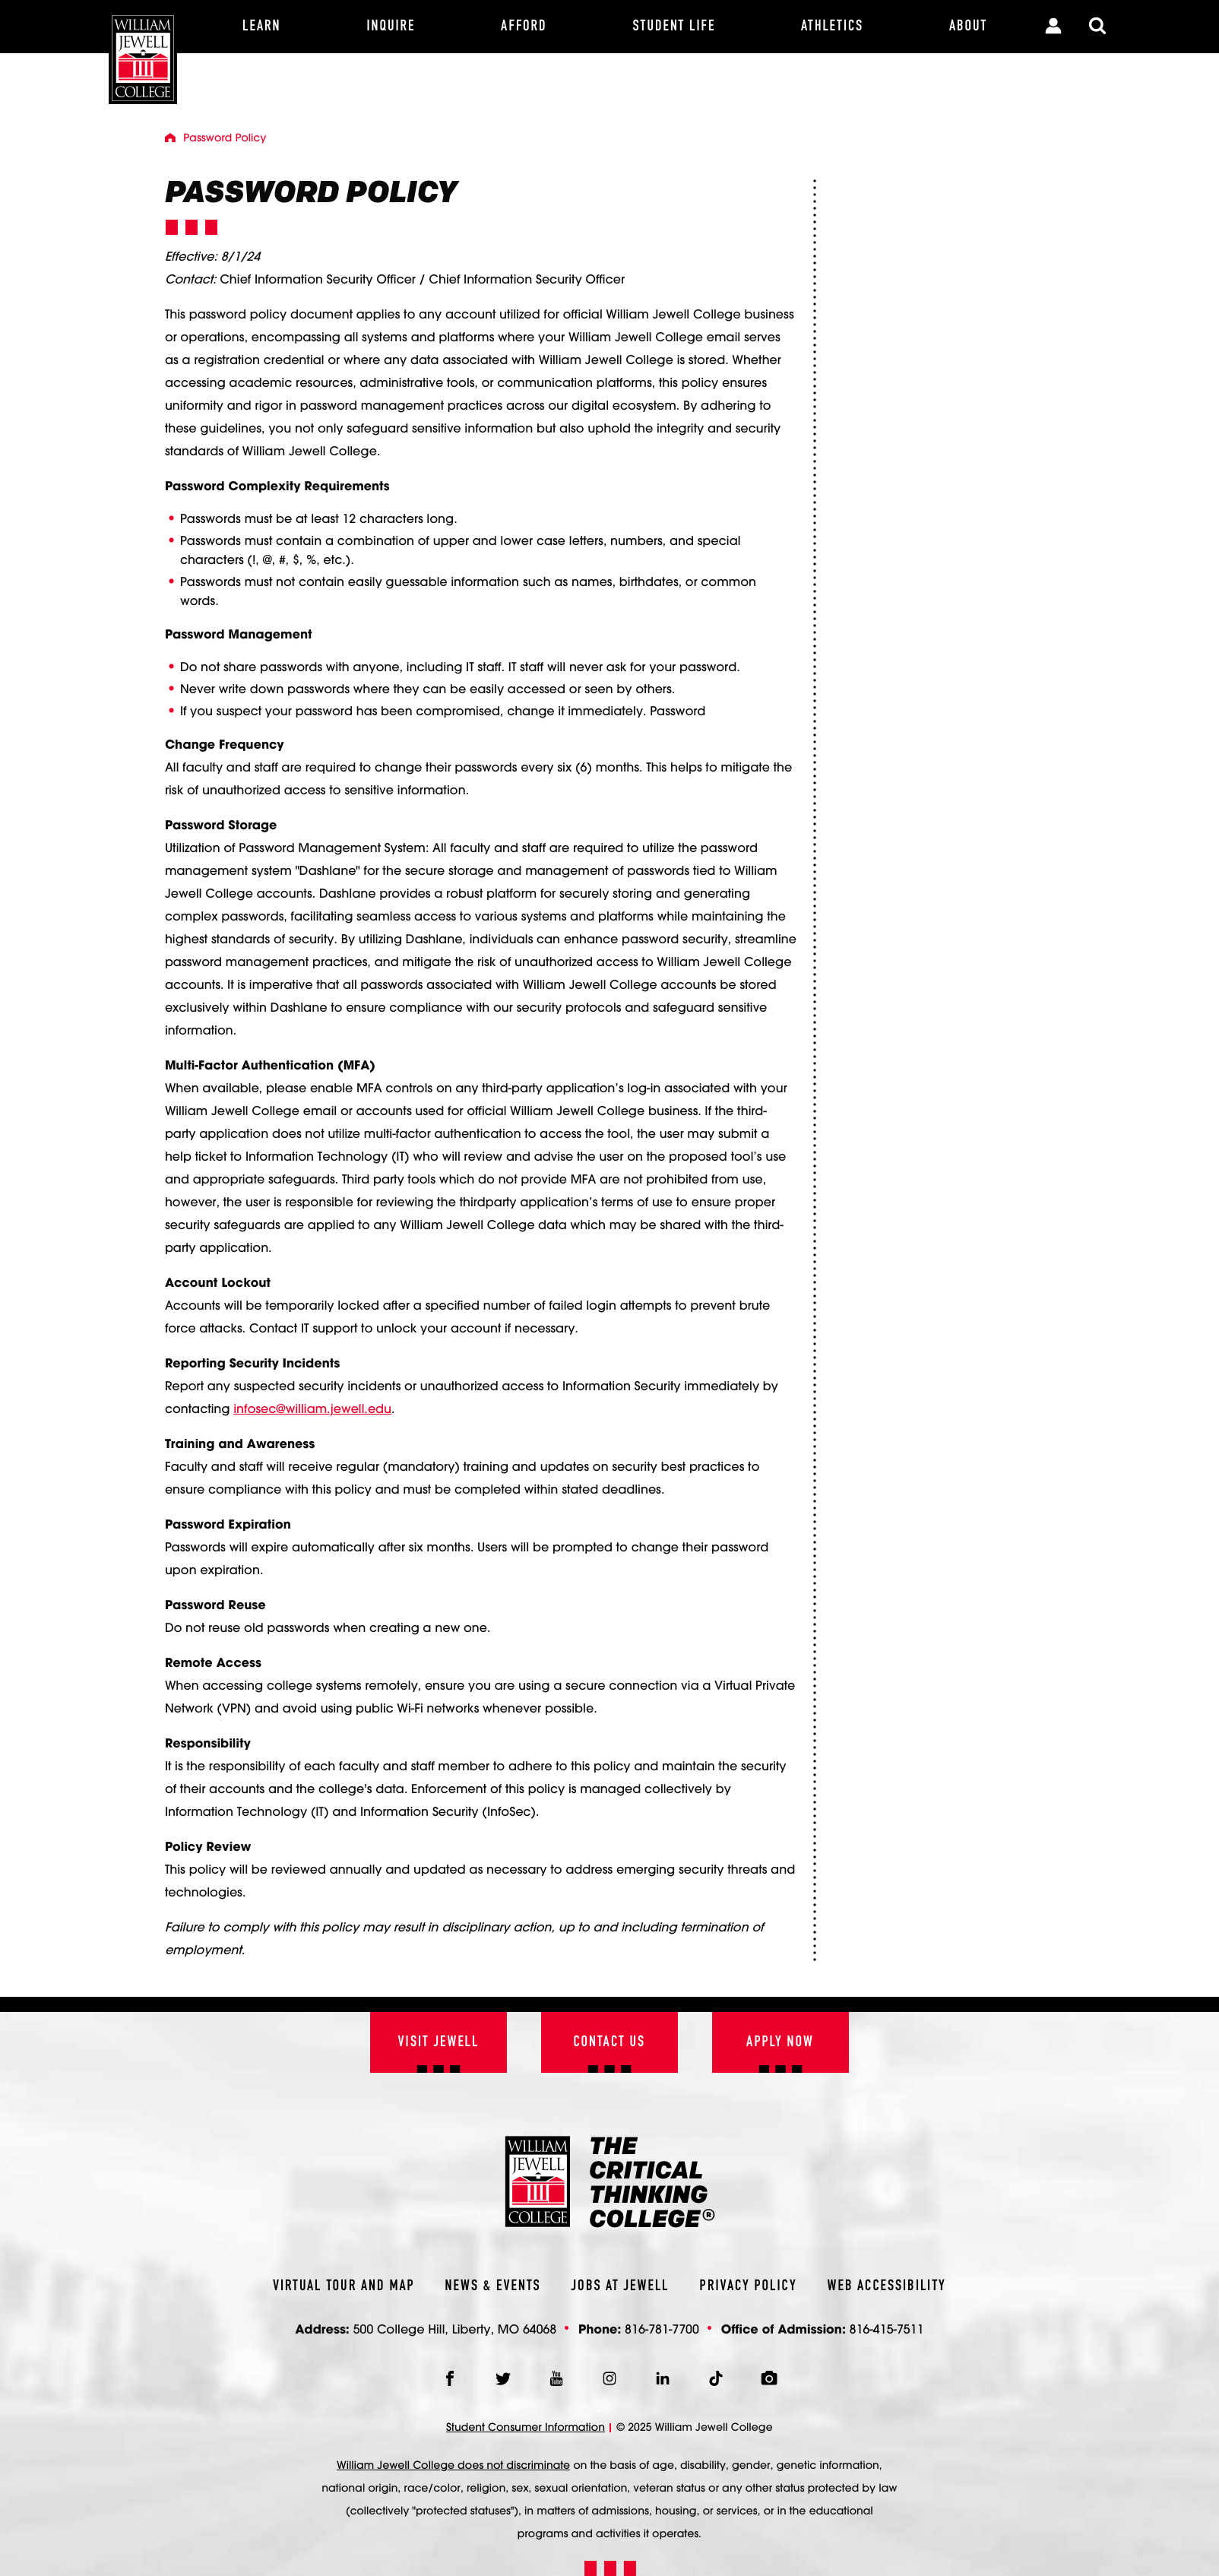 WILLIAM
JEWELL
COLLEGE
LEARN
INQUIRE
AFFORD
STUDENT LIFE
ATHLETICS
ABOUT
Password Policy
PASSWORD POLICY
Effective: 8/1/24
Contact: Chief Information Security Officer / Chief Information Security Officer
This password policy document applies to any account utilized for official William Jewell College business
or operations, encompassing all systems and platforms where your William Jewell College email serves
as a registration credential or where any data associated with William Jewell College is stored. Whether
accessing academic resources, administrative tools, or communication platforms, this policy ensures
uniformity and rigor in password management practices across our digital ecosystem. By adhering to
these guidelines, you not only safeguard sensitive information but also uphold the integrity and security
standards of William Jewell College.
Password Complexity Requirements
• Passwords must be at least 12 characters long.
• Passwords must contain a combination of upper and lower case letters, numbers, and special
characters (!, @, #, $, %, etc.).
• Passwords must not contain easily guessable information such as names, birthdates, or common
words.
Password Management
• Do not share passwords with anyone, including IT staff. IT staff will never ask for your password.
• Never write down passwords where they can be easily accessed or seen by others.
• If you suspect your password has been compromised, change it immediately. Password
Change Frequency
All faculty and staff are required to change their passwords every six (6) months. This helps to mitigate the
risk of unauthorized access to sensitive information.
Password Storage
Utilization of Password Management System: All faculty and staff are required to utilize the password
management system "Dashlane" for the secure storage and management of passwords tied to William
Jewell College accounts. Dashlane provides a robust platform for securely storing and generating
complex passwords, facilitating seamless access to various systems and platforms while maintaining the
highest standards of security. By utilizing Dashlane, individuals can enhance password security, streamline
password management practices, and mitigate the risk of unauthorized access to William Jewell College
accounts. It is imperative that all passwords associated with William Jewell College accounts be stored
exclusively within Dashlane to ensure compliance with our security protocols and safeguard sensitive
information.
Multi-Factor Authentication (MFA)
When available, please enable MFA controls on any third-party application’s log-in associated with your
William Jewell College email or accounts used for official William Jewell College business. If the third-
party application does not utilize multi-factor authentication to access the tool, the user may submit a
help ticket to Information Technology (IT) who will review and advise the user on the proposed tool’s use
and appropriate safeguards. Third party tools which do not provide MFA are not prohibited from use,
however, the user is responsible for reviewing the thirdparty application’s terms of use to ensure proper
security safeguards are applied to any William Jewell College data which may be shared with the third-
party application.
Account Lockout
Accounts will be temporarily locked after a specified number of failed login attempts to prevent brute
force attacks. Contact IT support to unlock your account if necessary.
Reporting Security Incidents
Report any suspected security incidents or unauthorized access to Information Security immediately by
contacting infosec@william.jewell.edu.
Training and Awareness
Faculty and staff will receive regular (mandatory) training and updates on security best practices to
ensure compliance with this policy and must be completed within stated deadlines.
Password Expiration
Passwords will expire automatically after six months. Users will be prompted to change their password
upon expiration.
Password Reuse
Do not reuse old passwords when creating a new one.
Remote Access
When accessing college systems remotely, ensure you are using a secure connection via a Virtual Private
Network (VPN) and avoid using public Wi-Fi networks whenever possible.
Responsibility
It is the responsibility of each faculty and staff member to adhere to this policy and maintain the security
of their accounts and the college's data. Enforcement of this policy is managed collectively by
Information Technology (IT) and Information Security (InfoSec).
Policy Review
This policy will be reviewed annually and updated as necessary to address emerging security threats and
technologies.
Failure to comply with this policy may result in disciplinary action, up to and including termination of
employment.
VISIT JEWELL
CONTACT US
APPLY NOW
WILLIAM
JEWELL
COLLEGE
THE
CRITICAL
THINKING
COLLEGE®
VIRTUAL TOUR AND MAP
NEWS & EVENTS
JOBS AT JEWELL
PRIVACY POLICY
WEB ACCESSIBILITY
Address: 500 College Hill, Liberty, MO 64068 • Phone: 816-781-7700 • Office of Admission: 816-415-7511
You
Tube
Student Consumer Information | © 2025 William Jewell College
William Jewell College does not discriminate on the basis of age, disability, gender, genetic information,
national origin, race/color, religion, sex, sexual orientation, veteran status or any other status protected by law
(collectively "protected statuses"), in matters of admissions, housing, or services, or in the educational
programs and activities it operates.